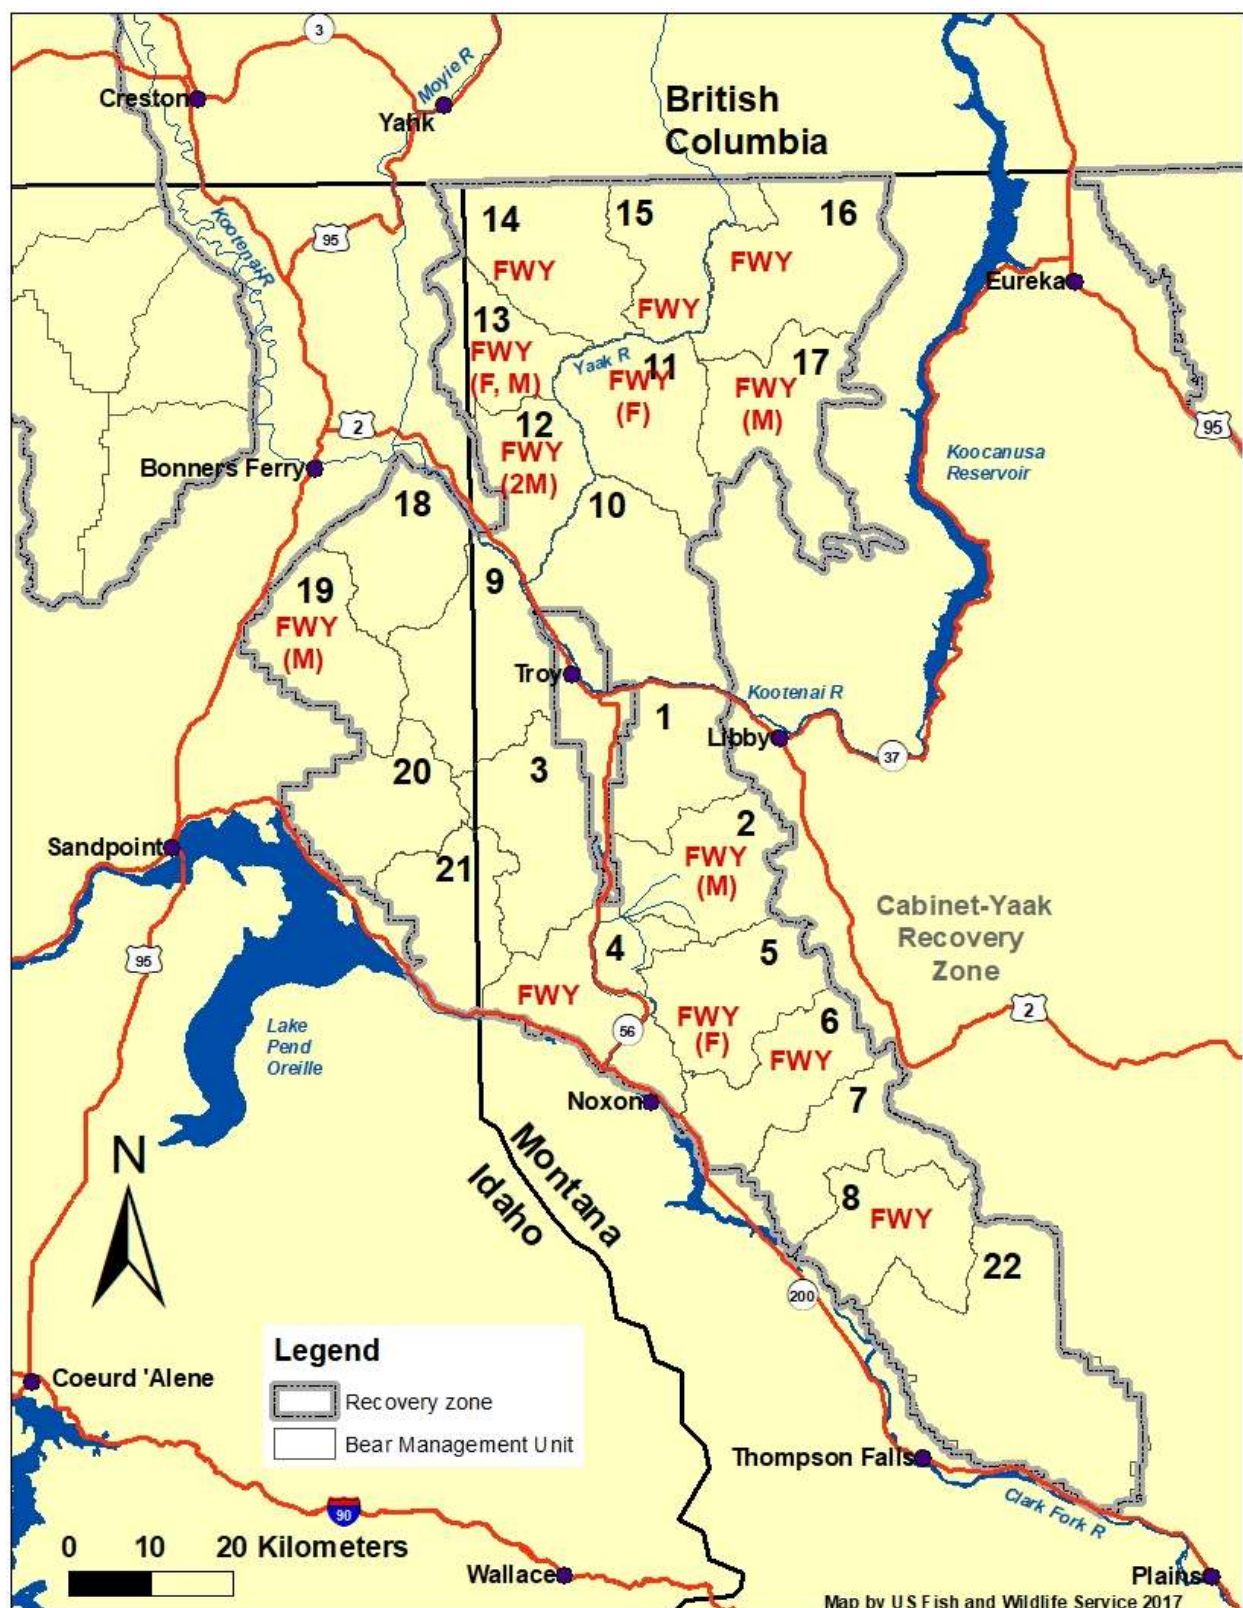 3
Creston
Yahk
Moyie R
British
Columbia
Kootenai R
95
14
15
16
FWY
FWY
FWY
Eureka
13
FWY
(F, M)
Yaak R
11
FWY
(F)
17
FWY
(M)
12
FWY
(2M)
2
Bonners Ferry
95
Koocanusa
Reservoir
18
10
19
FWY
(M)
9
Troy
Kootenai R
1
Libby
37
20
3
2
FWY
(M)
Sandpoint
21
Cabinet-Yaak
Recovery
Zone
95
4
5
FWY
FWY
(F)
6
FWY
2
Lake
Pend
Oreille
56
Noxon
7
N
Montana
Idaho
8
FWY
22
200
Legend
Recovery zone
Bear Management Unit
Coeurd 'Alene
Thompson Falls
Clark Fork R
90
0 10 20 Kilometers
Wallace
Plains
Map by US Fish and Wildlife Service 2017